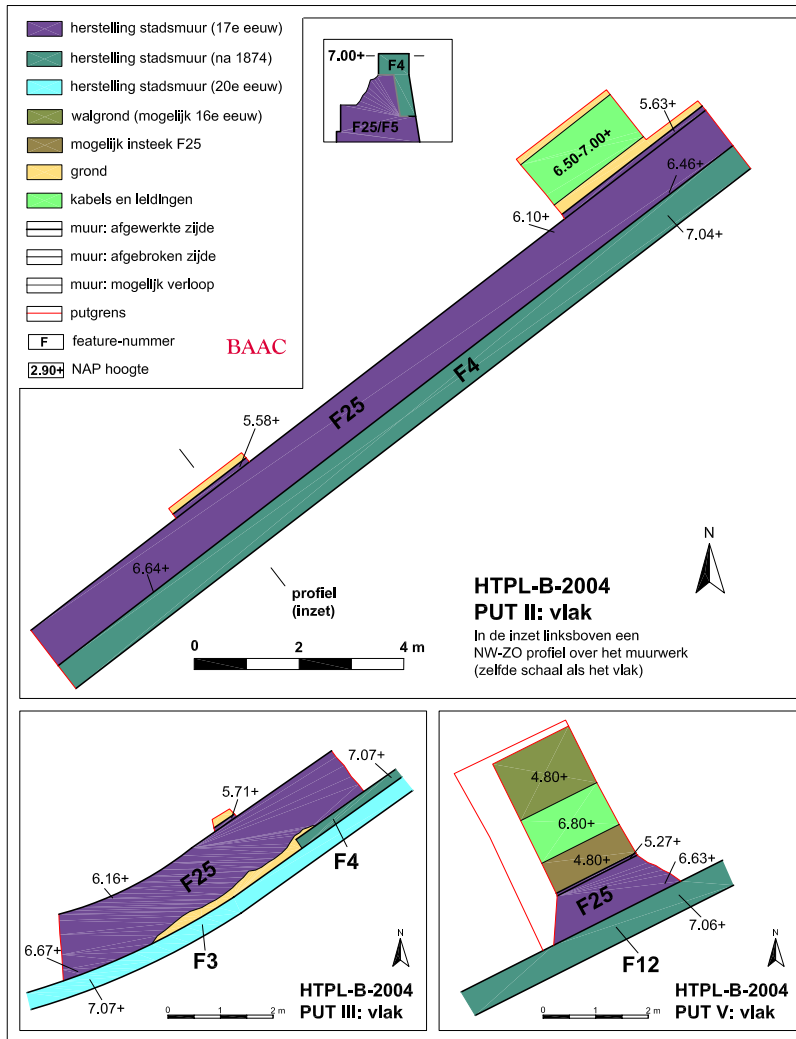 herstelling stadsmuur (17e eeuw)
herstelling stadsmuur (na 1874)
herstelling stadsmuur (20e eeuw)
walgrond (mogelijk 16e eeuw)
mogelijk insteek F25
grond
kabels en leidingen
muur: afgewerkte zijde
muur: afgebroken zijde
muur: mogelijk verloop
putgrens
F feature-nummer
2.90+ NAP hoogte
BAAC
7.00+
F4
F25/F5
5.63+
6.50-7.00+
6.46+
6.10+
7.04+
F4
F25
5.58+
6.64+
profiel
(inzet)
0 2 4 m
N
HTPL-B-2004
PUT II: vlak
In de inzet linksboven een
NW-ZO profiel over het muurwerk
(zelfde schaal als het vlak)
7.07+
5.71+
F4
6.16+
F25
6.67+
F3
7.07+
N
0 1 2 m
HTPL-B-2004
PUT III: vlak
4.80+
6.80+
4.80+
5.27+
6.63+
F25
7.06+
F12
N
0 1 2 m
HTPL-B-2004
PUT V: vlak